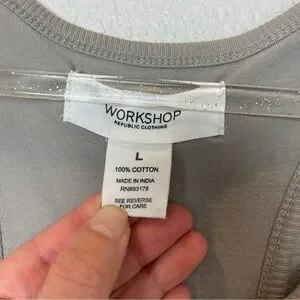 WORKSHOP
REPUBLIC CLOTHING
L
100% COTTON
MADE IN INDIA
RN#93178
SEE REVERSE
FOR CARE